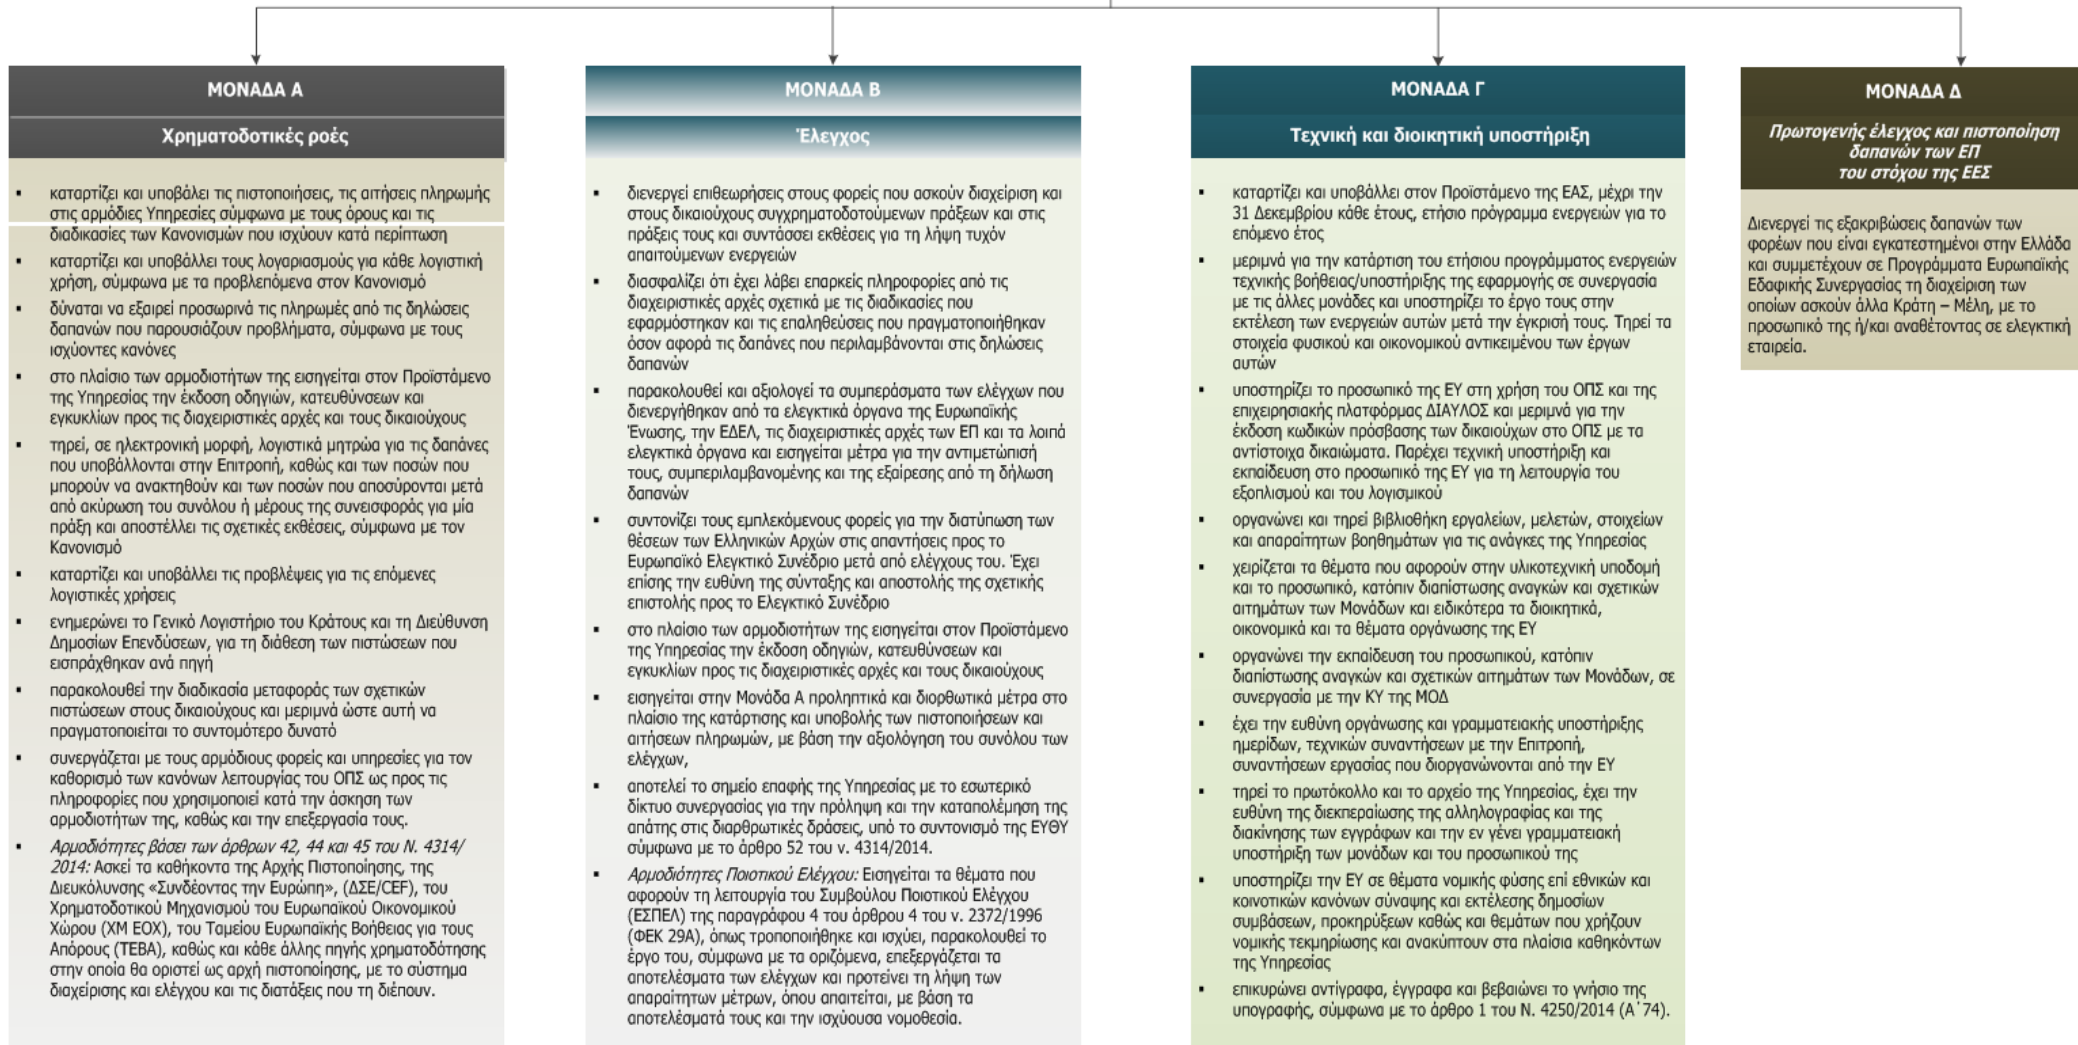 ΜΟΝΑΔΑ Α
Χρηματοδοτικές ροές
▪ καταρτίζει και υποβάλει τις πιστοποιήσεις, τις αιτήσεις πληρωμής
στις αρμόδιες Υπηρεσίες σύμφωνα με τους όρους και τις
διαδικασίες των Κανονισμών που ισχύουν κατά περίπτωση
▪ καταρτίζει και υποβάλλει τους λογαριασμούς για κάθε λογιστική
χρήση, σύμφωνα με τα προβλεπόμενα στον Κανονισμό
▪ δύναται να εξαιρεί προσωρινά τις πληρωμές από τις δηλώσεις
δαπανών που παρουσιάζουν προβλήματα, σύμφωνα με τους
ισχύοντες κανόνες
▪ στο πλαίσιο των αρμοδιοτήτων της εισηγείται στον Προϊστάμενο
της Υπηρεσίας την έκδοση οδηγιών, κατευθύνσεων και
εγκυκλίων προς τις διαχειριστικές αρχές και τους δικαιούχους
▪ τηρεί, σε ηλεκτρονική μορφή, λογιστικά μητρώα για τις δαπάνες
που υποβάλλονται στην Επιτροπή, καθώς και των ποσών που
μπορούν να ανακτηθούν και των ποσών που αποσύρονται μετά
από ακύρωση του συνόλου ή μέρους της συνεισφοράς για μία
πράξη και αποστέλλει τις σχετικές εκθέσεις, σύμφωνα με τον
Κανονισμό
▪ καταρτίζει και υποβάλλει τις προβλέψεις για τις επόμενες
λογιστικές χρήσεις
▪ ενημερώνει το Γενικό Λογιστήριο του Κράτους και τη Διεύθυνση
Δημοσίων Επενδύσεων, για τη διάθεση των πιστώσεων που
εισπράχθηκαν ανά πηγή
▪ παρακολουθεί την διαδικασία μεταφοράς των σχετικών
πιστώσεων στους δικαιούχους και μεριμνά ώστε αυτή να
πραγματοποιείται το συντομότερο δυνατό
▪ συνεργάζεται με τους αρμόδιους φορείς και υπηρεσίες για τον
καθορισμό των κανόνων λειτουργίας του ΟΠΣ ως προς τις
πληροφορίες που χρησιμοποιεί κατά την άσκηση των
αρμοδιοτήτων της, καθώς και την επεξεργασία τους.
▪ Αρμοδιότητες βάσει των άρθρων 42, 44 και 45 του Ν. 4314/
2014: Ασκεί τα καθήκοντα της Αρχής Πιστοποίησης, της
Διευκόλυνσης «Συνδέοντας την Ευρώπη», (ΔΣΕ/CEF), του
Χρηματοδοτικού Μηχανισμού του Ευρωπαϊκού Οικονομικού
Χώρου (ΧΜ ΕΟΧ), του Ταμείου Ευρωπαϊκής Βοήθειας για τους
Απόρους (ΤΕΒΑ), καθώς και κάθε άλλης πηγής χρηματοδότησης
στην οποία θα οριστεί ως αρχή πιστοποίησης, με το σύστημα
διαχείρισης και ελέγχου και τις διατάξεις που τη διέπουν.
ΜΟΝΑΔΑ Β
Έλεγχος
▪ διενεργεί επιθεωρήσεις στους φορείς που ασκούν διαχείριση και
στους δικαιούχους συγχρηματοδοτούμενων πράξεων και στις
πράξεις τους και συντάσσει εκθέσεις για τη λήψη τυχόν
απαιτούμενων ενεργειών
▪ διασφαλίζει ότι έχει λάβει επαρκείς πληροφορίες από τις
διαχειριστικές αρχές σχετικά με τις διαδικασίες που
εφαρμόστηκαν και τις επαληθεύσεις που πραγματοποιήθηκαν
όσον αφορά τις δαπάνες που περιλαμβάνονται στις δηλώσεις
δαπανών
▪ παρακολουθεί και αξιολογεί τα συμπεράσματα των ελέγχων που
διενεργήθηκαν από τα ελεγκτικά όργανα της Ευρωπαϊκής
Ένωσης, την ΕΔΕΛ, τις διαχειριστικές αρχές των ΕΠ και τα λοιπά
ελεγκτικά όργανα και εισηγείται μέτρα για την αντιμετώπισή
τους, συμπεριλαμβανομένης και της εξαίρεσης από τη δήλωση
δαπανών
▪ συντονίζει τους εμπλεκόμενους φορείς για την διατύπωση των
θέσεων των Ελληνικών Αρχών στις απαντήσεις προς το
Ευρωπαϊκό Ελεγκτικό Συνέδριο μετά από ελέγχους του. Έχει
επίσης την ευθύνη της σύνταξης και αποστολής της σχετικής
επιστολής προς το Ελεγκτικό Συνέδριο
▪ στο πλαίσιο των αρμοδιοτήτων της εισηγείται στον Προϊστάμενο
της Υπηρεσίας την έκδοση οδηγιών, κατευθύνσεων και
εγκυκλίων προς τις διαχειριστικές αρχές και τους δικαιούχους
▪ εισηγείται στην Μονάδα Α προληπτικά και διορθωτικά μέτρα στο
πλαίσιο της κατάρτισης και υποβολής των πιστοποιήσεων και
αιτήσεων πληρωμών, με βάση την αξιολόγηση του συνόλου των
ελέγχων,
▪ αποτελεί το σημείο επαφής της Υπηρεσίας με το εσωτερικό
δίκτυο συνεργασίας για την πρόληψη και την καταπολέμηση της
απάτης στις διαρθρωτικές δράσεις, υπό το συντονισμό της ΕΥΘΥ
σύμφωνα με το άρθρο 52 του ν. 4314/2014.
▪ Αρμοδιότητες Ποιοτικού Ελέγχου: Εισηγείται τα θέματα που
αφορούν τη λειτουργία του Συμβούλου Ποιοτικού Ελέγχου
(ΕΣΠΕΛ) της παραγράφου 4 του άρθρου 4 του ν. 2372/1996
(ΦΕΚ 29Α), όπως τροποποιήθηκε και ισχύει, παρακολουθεί το
έργο του, σύμφωνα με τα οριζόμενα, επεξεργάζεται τα
αποτελέσματα των ελέγχων και προτείνει τη λήψη των
απαραίτητων μέτρων, όπου απαιτείται, με βάση τα
αποτελέσματά τους και την ισχύουσα νομοθεσία.
ΜΟΝΑΔΑ Γ
Τεχνική και διοικητική υποστήριξη
▪ καταρτίζει και υποβάλλει στον Προϊστάμενο της ΕΑΣ, μέχρι την
31 Δεκεμβρίου κάθε έτους, ετήσιο πρόγραμμα ενεργειών για το
επόμενο έτος
▪ μεριμνά για την κατάρτιση του ετήσιου προγράμματος ενεργειών
τεχνικής βοήθειας/υποστήριξης της εφαρμογής σε συνεργασία
με τις άλλες μονάδες και υποστηρίζει το έργο τους στην
εκτέλεση των ενεργειών αυτών μετά την έγκρισή τους. Τηρεί τα
στοιχεία φυσικού και οικονομικού αντικειμένου των έργων
αυτών
▪ υποστηρίζει το προσωπικό της ΕΥ στη χρήση του ΟΠΣ και της
επιχειρησιακής πλατφόρμας ΔΙΑΥΛΟΣ και μεριμνά για την
έκδοση κωδικών πρόσβασης των δικαιούχων στο ΟΠΣ με τα
αντίστοιχα δικαιώματα. Παρέχει τεχνική υποστήριξη και
εκπαίδευση στο προσωπικό της ΕΥ για τη λειτουργία του
εξοπλισμού και του λογισμικού
▪ οργανώνει και τηρεί βιβλιοθήκη εργαλείων, μελετών, στοιχείων
και απαραίτητων βοηθημάτων για τις ανάγκες της Υπηρεσίας
▪ χειρίζεται τα θέματα που αφορούν στην υλικοτεχνική υποδομή
και το προσωπικό, κατόπιν διαπίστωσης αναγκών και σχετικών
αιτημάτων των Μονάδων και ειδικότερα τα διοικητικά,
οικονομικά και τα θέματα οργάνωσης της ΕΥ
▪ οργανώνει την εκπαίδευση του προσωπικού, κατόπιν
διαπίστωσης αναγκών και σχετικών αιτημάτων των Μονάδων, σε
συνεργασία με την ΚΥ της ΜΟΔ
▪ έχει την ευθύνη οργάνωσης και γραμματειακής υποστήριξης
ημερίδων, τεχνικών συναντήσεων με την Επιτροπή,
συναντήσεων εργασίας που διοργανώνονται από την ΕΥ
▪ τηρεί το πρωτόκολλο και το αρχείο της Υπηρεσίας, έχει την
ευθύνη της διεκπεραίωσης της αλληλογραφίας και της
διακίνησης των εγγράφων και την εν γένει γραμματειακή
υποστήριξη των μονάδων και του προσωπικού της
▪ υποστηρίζει την ΕΥ σε θέματα νομικής φύσης επί εθνικών και
κοινοτικών κανόνων σύναψης και εκτέλεσης δημοσίων
συμβάσεων, προκηρύξεων καθώς και θεμάτων που χρήζουν
νομικής τεκμηρίωσης και ανακύπτουν στα πλαίσια καθηκόντων
της Υπηρεσίας
▪ επικυρώνει αντίγραφα, έγγραφα και βεβαιώνει το γνήσιο της
υπογραφής, σύμφωνα με το άρθρο 1 του Ν. 4250/2014 (Α΄74).
ΜΟΝΑΔΑ Δ
Πρωτογενής έλεγχος και πιστοποίηση
δαπανών των ΕΠ
του στόχου της ΕΕΣ
Διενεργεί τις εξακριβώσεις δαπανών των
φορέων που είναι εγκατεστημένοι στην Ελλάδα
και συμμετέχουν σε Προγράμματα Ευρωπαϊκής
Εδαφικής Συνεργασίας τη διαχείριση των
οποίων ασκούν άλλα Κράτη – Μέλη, με το
προσωπικό της ή/και αναθέτοντας σε ελεγκτική
εταιρεία.